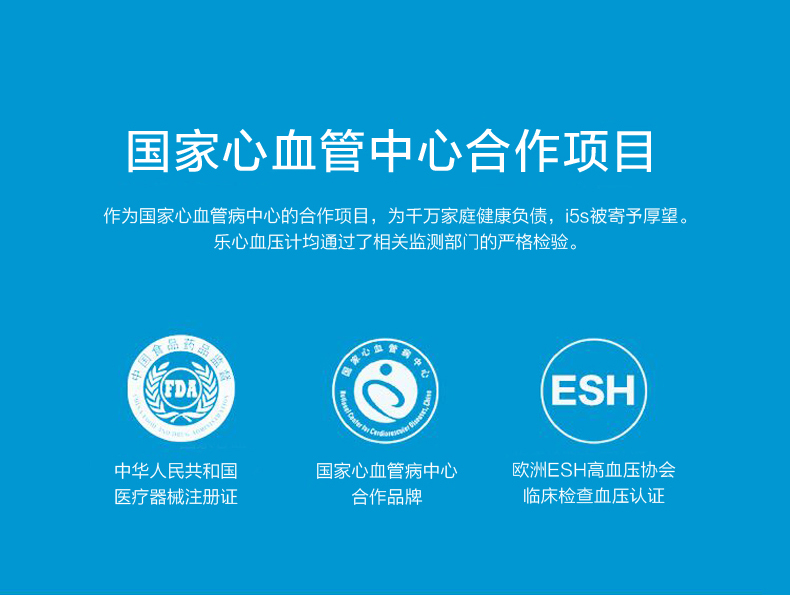 国家心血管中心合作项目
作为国家心血管病中心的合作项目，为千万家庭健康负债，i5s被寄予厚望。
乐心血压计均通过了相关监测部门的严格检验。
中国食品药品监督
FDA
国家心血管病中心
National Center for Cardiovascular Diseases, China
ESH
中华人民共和国
医疗器械注册证
国家心血管病中心
合作品牌
欧洲ESH高血压协会
临床检查血压认证